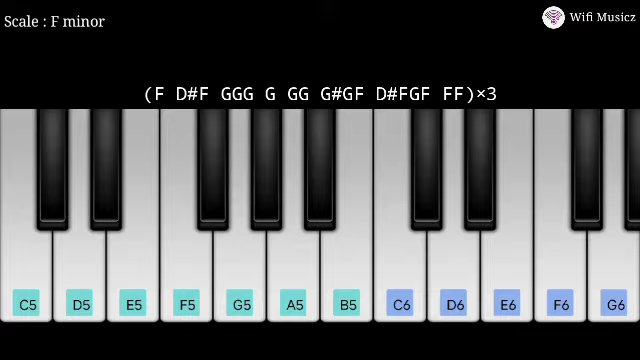 Scale : F minor
Wifi Musicz
(F D#F GGG G GG G#GF D#FGF FF)×3
C5 D5 E5 F5 G5 A5 B5 C6 D6 E6 F6 G6